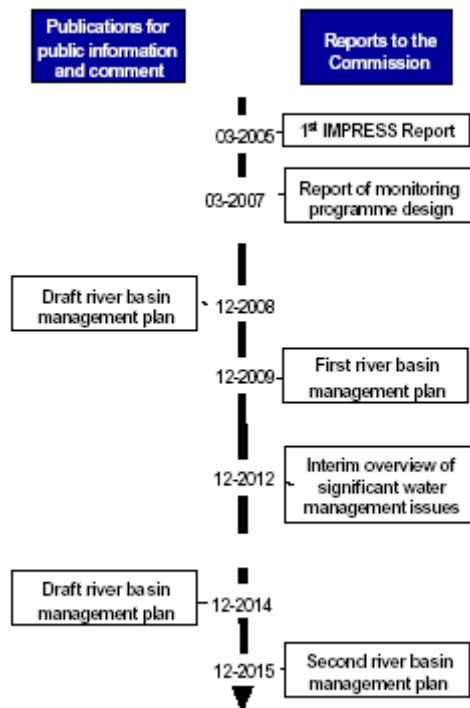 Publications for
public information
and comment
Reports to the
Commission
03-2005
1st IMPRESS Report
03-2007
Report of monitoring
programme design
Draft river basin
management plan
12-2008
12-2009
First river basin
management plan
12-2012
Interim overview of
significant water
management issues
Draft river basin
management plan
12-2014
12-2015
Second river basin
management plan